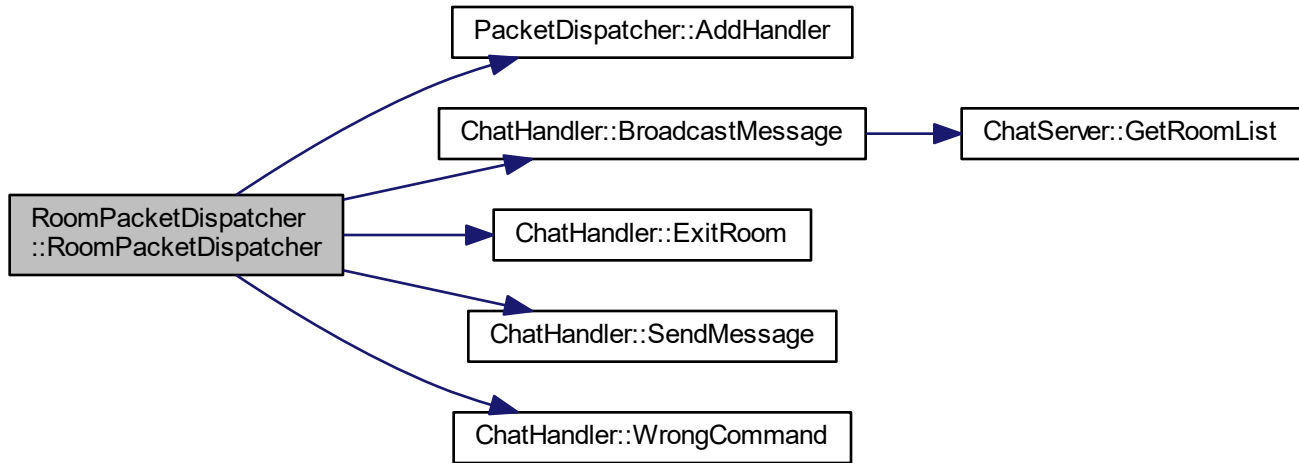 PacketDispatcher::AddHandler
ChatHandler::BroadcastMessage
ChatServer::GetRoomList
RoomPacketDispatcher
::RoomPacketDispatcher
ChatHandler::ExitRoom
ChatHandler::SendMessage
ChatHandler::WrongCommand